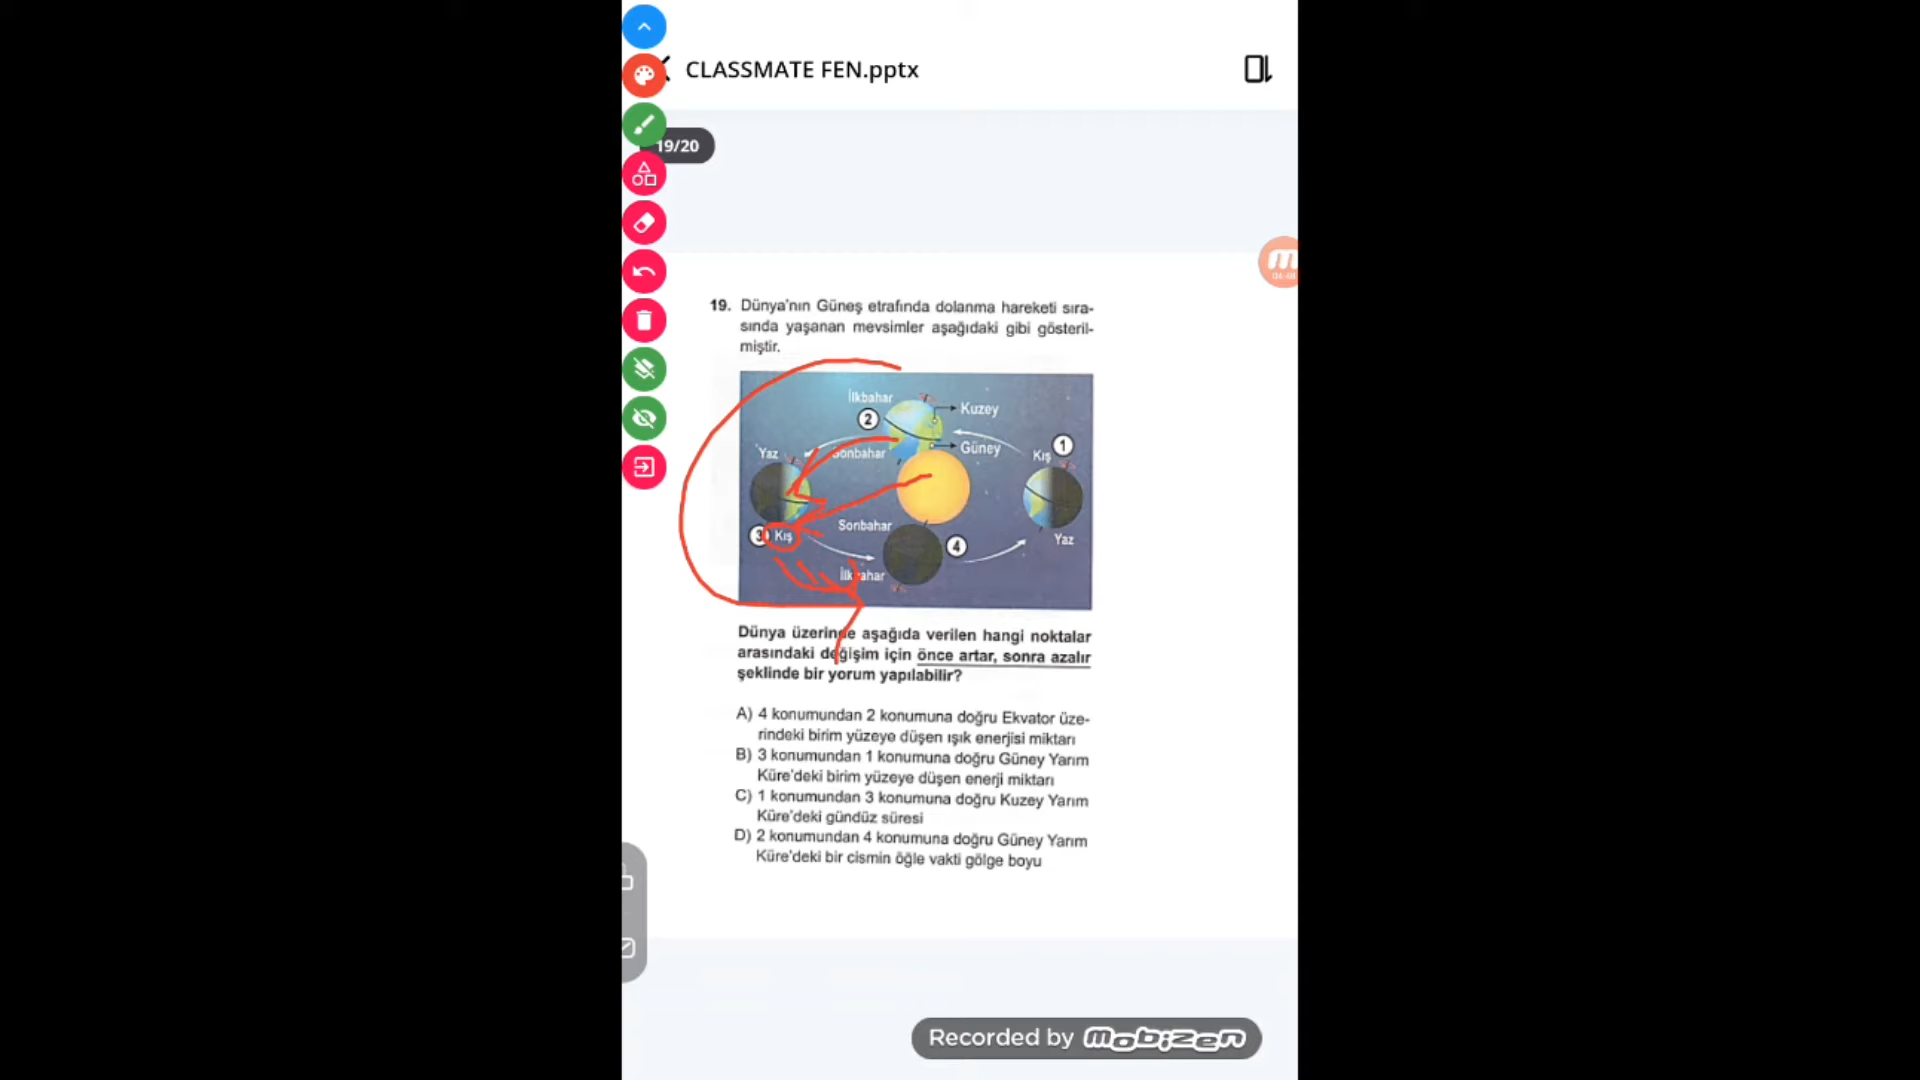 CLASSMATE FEN.pptx
19/20
04:48
19. Dünya'nın Güneş etrafında dolanma hareketi sıra-
sında yaşanan mevsimler aşağıdaki gibi gösteril-
miştir.
İlkbahar
2
Kuzey
Güney
1
Kış
Yaz
Sonbahar
Sonbahar
3 Kış
4
Yaz
İlkbahar
Dünya üzerinde aşağıda verilen hangi noktalar
arasındaki değişim için önce artar, sonra azalır
şeklinde bir yorum yapılabilir?
A) 4 konumundan 2 konumuna doğru Ekvator üze-
rindeki birim yüzeye düşen ışık enerjisi miktarı
B) 3 konumundan 1 konumuna doğru Güney Yarım
Küre'deki birim yüzeye düşen enerji miktarı
C) 1 konumundan 3 konumuna doğru Kuzey Yarım
Küre'deki gündüz süresi
D) 2 konumundan 4 konumuna doğru Güney Yarım
Küre'deki bir cismin öğle vakti gölge boyu
Recorded by mobizen